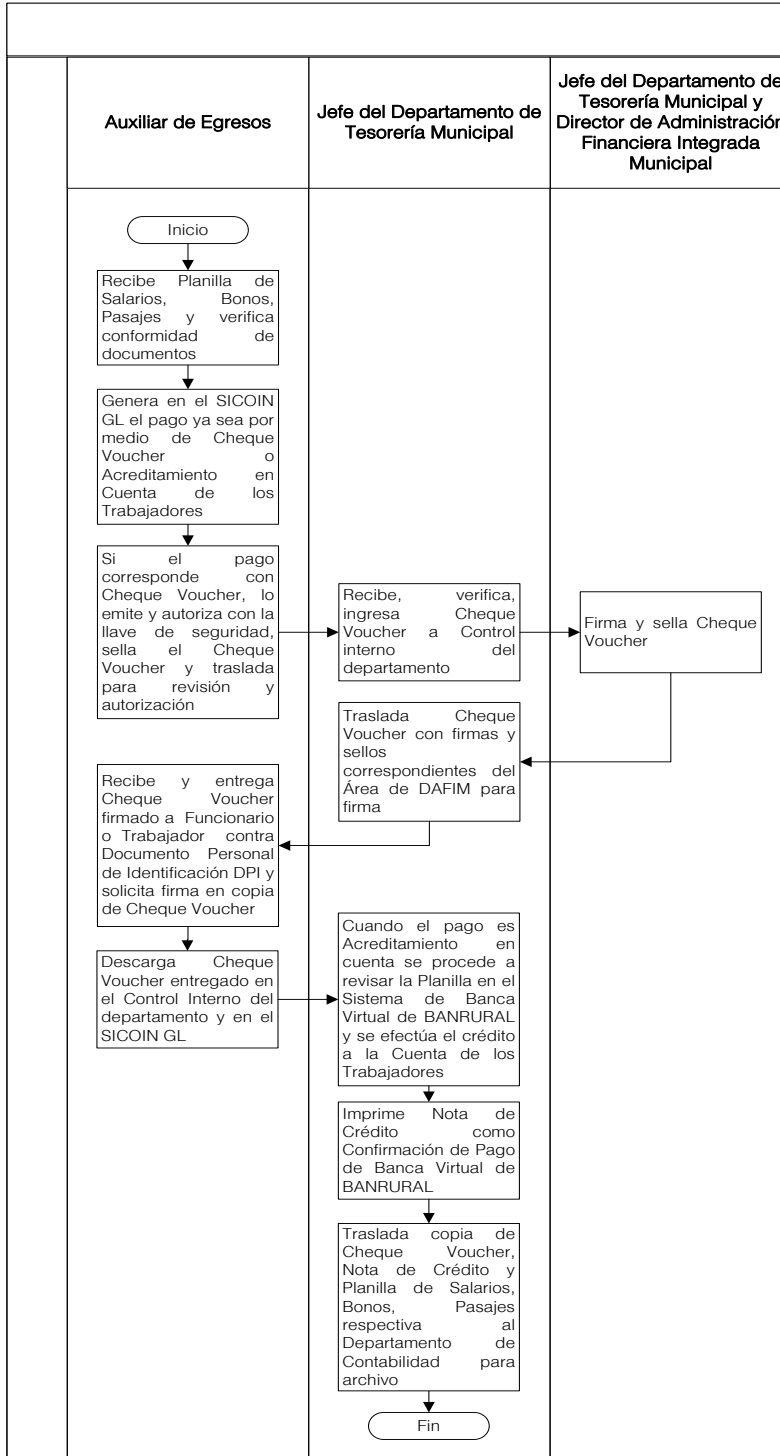 Auxiliar de Egresos
Jefe del Departamento de
Tesorería Municipal
Jefe del Departamento de
Tesorería Municipal y
Director de Administración
Financiera Integrada
Municipal
Inicio
Recibe Planilla de
Salarios, Bonos,
Pasajes y verifica
conformidad de
documentos
Genera en el SICOIN
GL el pago ya sea por
medio de Cheque
Voucher o
Acreditamiento en
Cuenta de los
Trabajadores
Si el pago
corresponde con
Cheque Voucher, lo
emite y autoriza con la
llave de seguridad,
sella el Cheque
Voucher y traslada
para revisión y
autorización
Recibe, verifica,
ingresa Cheque
Voucher a Control
interno del
departamento
Firma y sella Cheque
Voucher
Traslada Cheque
Voucher con firmas y
sellos
correspondientes del
Área de DAFIM para
firma
Recibe y entrega
Cheque Voucher
firmado a Funcionario
o Trabajador contra
Documento Personal
de Identificación DPI y
solicita firma en copia
de Cheque Voucher
Descarga Cheque
Voucher entregado en
el Control Interno del
departamento y en el
SICOIN GL
Cuando el pago es
Acreditamiento en
cuenta se procede a
revisar la Planilla en el
Sistema de Banca
Virtual de BANRURAL
y se efectúa el crédito
a la Cuenta de los
Trabajadores
Imprime Nota de
Crédito como
Confirmación de Pago
de Banca Virtual de
BANRURAL
Traslada copia de
Cheque Voucher,
Nota de Crédito y
Planilla de Salarios,
Bonos, Pasajes
respectiva al
Departamento de
Contabilidad para
archivo
Fin